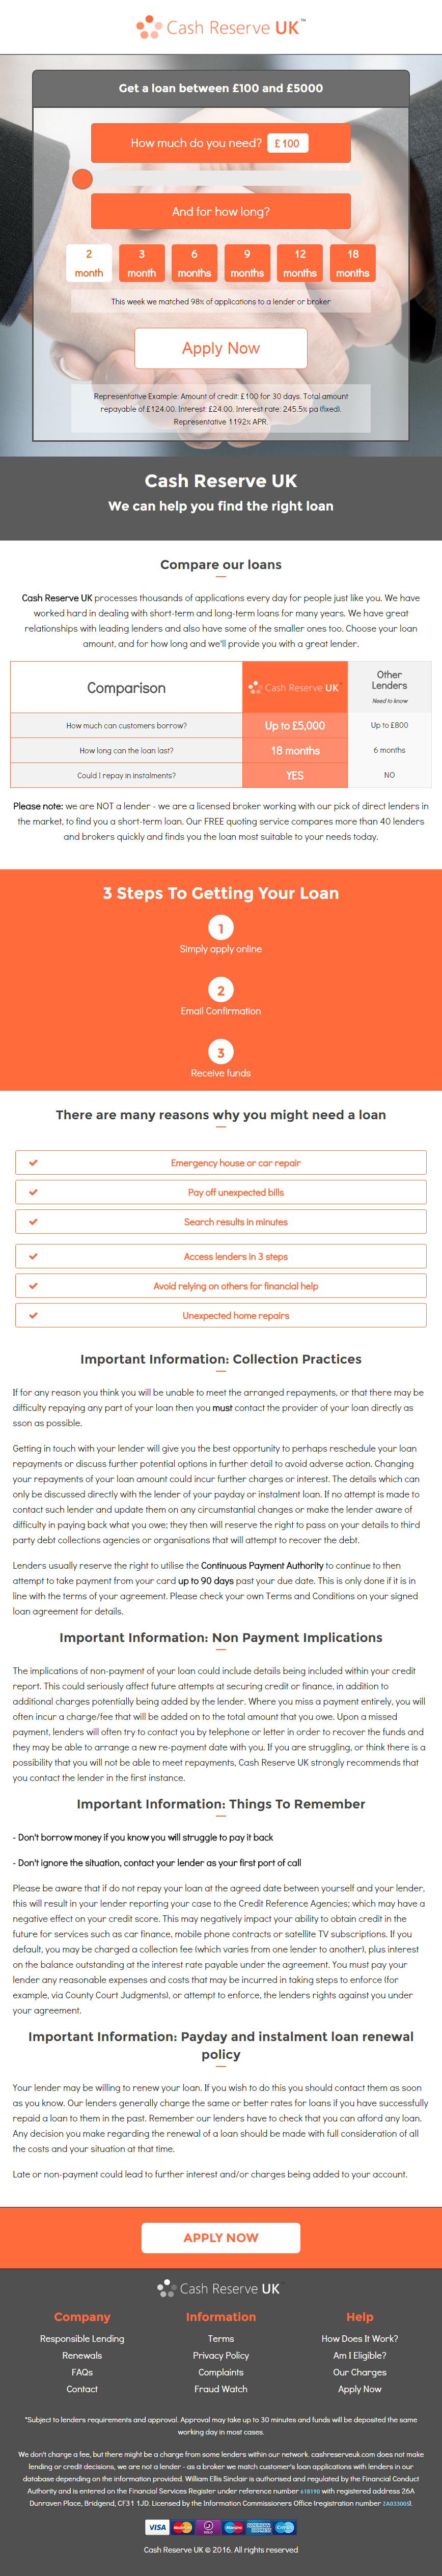 Cash Reserve UK™
Get a loan between £100 and £5000
How much do you need? £ 100
And for how long?
2 3 6 9 12 18
month month months months months months
This week we matched 98% of applications to a lender or broker
Apply Now
Representative Example: Amount of credit: £100 for 30 days. Total amount
repayable of £124.00. Interest: £24.00. Interest rate: 245.5% pa (fixed).
Representative 1192% APR.
Cash Reserve UK
We can help you find the right loan
Compare our loans
Cash Reserve UK processes thousands of applications every day for people just like you. We have
worked hard in dealing with short-term and long-term loans for many years. We have great
relationships with leading lenders and also have some of the smaller ones too. Choose your loan
amount, and for how long and we'll provide you with a great lender.
Comparison
Cash Reserve UK
Other
Lenders
Need to know
How much can customers borrow? Up to £5,000 Up to £800
How long can the loan last? 18 months 6 months
Could I repay in instalments? YES NO
Please note: we are NOT a lender - we are a licensed broker working with our pick of direct lenders in
the market, to find you a short-term loan. Our FREE quoting service compares more than 40 lenders
and brokers quickly and finds you the loan most suitable to your needs today.
3 Steps To Getting Your Loan
1
Simply apply online
2
Email Confirmation
3
Receive funds
There are many reasons why you might need a loan
Emergency house or car repair
Pay off unexpected bills
Search results in minutes
Access lenders in 3 steps
Avoid relying on others for financial help
Unexpected home repairs
Important Information: Collection Practices
If for any reason you think you will be unable to meet the arranged repayments, or that there may be
difficulty repaying any part of your loan then you must contact the provider of your loan directly as
sson as possible.
Getting in touch with your lender will give you the best opportunity to perhaps reschedule your loan
repayments or discuss further potential options in further detail to avoid adverse action. Changing
your repayments of your loan amount could incur further charges or interest. The details which can
only be discussed directly with the lender of your payday or instalment loan. If no attempt is made to
contact such lender and update them on any circumstantial changes or make the lender aware of
difficulty in paying back what you owe; they then will reserve the right to pass on your details to third
party debt collections agencies or organisations that will attempt to recover the debt.
Lenders usually reserve the right to utilise the Continuous Payment Authority to continue to then
attempt to take payment from your card up to 90 days past your due date. This is only done if it is in
line with the terms of your agreement. Please check your own Terms and Conditions on your signed
loan agreement for details.
Important Information: Non Payment Implications
The implications of non-payment of your loan could include details being included within your credit
report. This could seriously affect future attempts at securing credit or finance, in addition to
additional charges potentially being added by the lender. Where you miss a payment entirely, you will
often incur a charge/fee that will be added on to the total amount that you owe. Upon a missed
payment, lenders will often try to contact you by telephone or letter in order to recover the funds and
they may be able to arrange a new re-payment date with you. If you are struggling, or think there is a
possibility that you will not be able to meet repayments, Cash Reserve UK strongly recommends that
you contact the lender in the first instance.
Important Information: Things To Remember
- Don't borrow money if you know you will struggle to pay it back
- Don't ignore the situation, contact your lender as your first port of call
Please be aware that if do not repay your loan at the agreed date between yourself and your lender,
this will result in your lender reporting your case to the Credit Reference Agencies; which may have a
negative effect on your credit score. This may negatively impact your ability to obtain credit in the
future for services such as car finance, mobile phone contracts or satellite TV subscriptions. If you
default, you may be charged a collection fee (which varies from one lender to another), plus interest
on the balance outstanding at the interest rate payable under the agreement. You must pay your
lender any reasonable expenses and costs that may be incurred in taking steps to enforce (for
example, via County Court Judgments), or attempt to enforce, the lenders rights against you under
your agreement.
Important Information: Payday and instalment loan renewal
policy
Your lender may be willing to renew your loan. If you wish to do this you should contact them as soon
as you know. Our lenders generally charge the same or better rates for loans if you have successfully
repaid a loan to them in the past. Remember our lenders have to check that you can afford any loan.
Any decision you make regarding the renewal of a loan should be made with full consideration of all
the costs and your situation at that time.
Late or non-payment could lead to further interest and/or charges being added to your account.
APPLY NOW
Cash Reserve UK
Company Information Help
Responsible Lending Terms How Does It Work?
Renewals Privacy Policy Am I Eligible?
FAQs Complaints Our Charges
Contact Fraud Watch Apply Now
*Subject to lenders requirements and approval. Approval may take up to 30 minutes and funds will be deposited the same
working day in most cases.
We don't charge a fee, but there might be a charge from some lenders within our network. cashreserveuk.com does not make
lending or credit decisions, we are not a lender - as a broker we match customer's loan applications with lenders in our
database depending on the information provided. William Ellis Sinclair is authorised and regulated by the Financial Conduct
Authority and is entered on the Financial Services Register under reference number 618190 with registered address 26A
Dunraven Place, Bridgend, CF31 1JD. Licensed by the Information Commissioners Office (registration number ZA033005).
VISA MasterCard SOLO Maestro Cirrus
Cash Reserve UK © 2016. All rights reserved